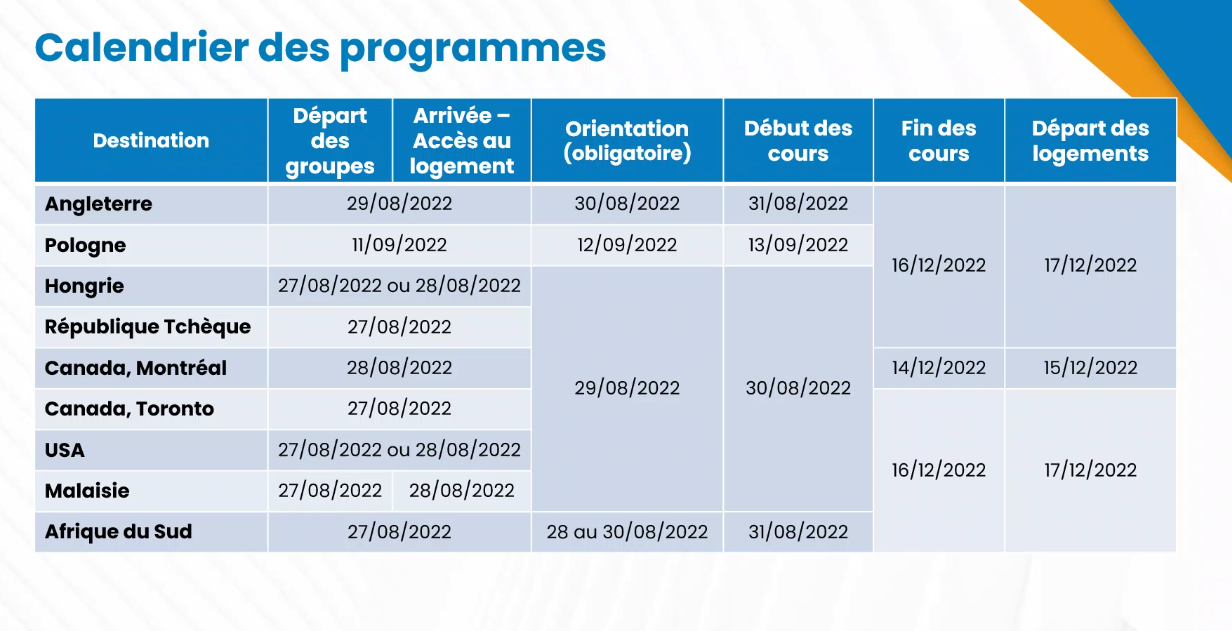 Calendrier des programmes
Destination
Départ
des
groupes
Arrivée –
Accès au
logement
Orientation
(obligatoire)
Début des
cours
Fin des
cours
Départ des
logements
Angleterre
29/08/2022
30/08/2022
31/08/2022
16/12/2022
17/12/2022
Pologne
11/09/2022
12/09/2022
13/09/2022
Hongrie
27/08/2022 ou 28/08/2022
29/08/2022
30/08/2022
République Tchèque
27/08/2022
Canada, Montréal
28/08/2022
14/12/2022
15/12/2022
Canada, Toronto
27/08/2022
16/12/2022
17/12/2022
USA
27/08/2022 ou 28/08/2022
Malaisie
27/08/2022
28/08/2022
Afrique du Sud
27/08/2022
28 au 30/08/2022
31/08/2022